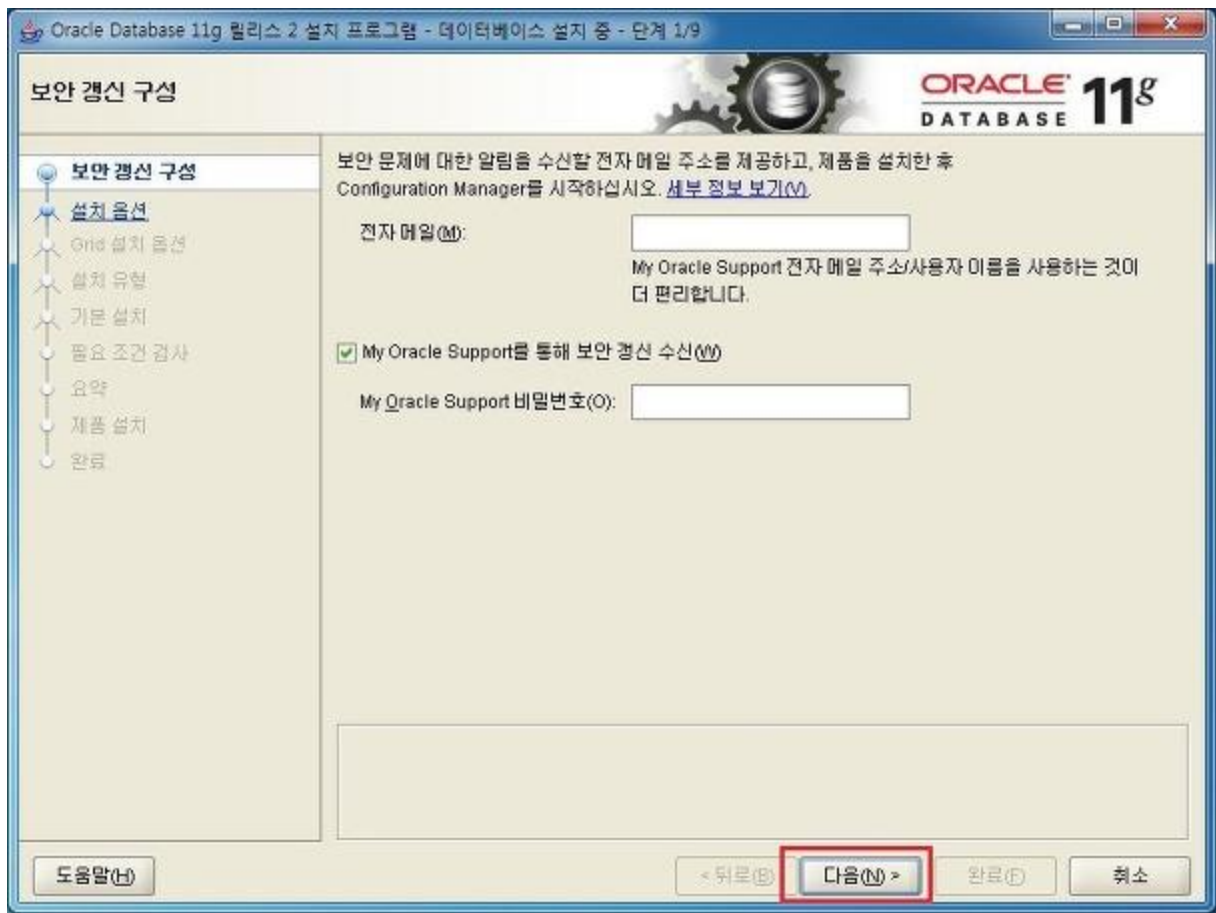 Oracle Database 11g 릴리스 2 설치 프로그램 - 데이터베이스 설치 중 - 단계 1/9
보안 갱신 구성
ORACLE
DATABASE 11g
보안 갱신 구성
설치 옵션
Grid 설치 옵션
설치 유형
기본 설치
필요 조건 검사
요약
제품 설치
완료
보안 문제에 대한 알림을 수신할 전자 메일 주소를 제공하고, 제품을 설치한 후
Configuration Manager를 시작하십시오. 세부 정보 보기(V).
전자 메일(M):
My Oracle Support 전자 메일 주소/사용자 이름을 사용하는 것이
더 편리합니다.
My Oracle Support를 통해 보안 갱신 수신(W)
My Oracle Support 비밀번호(O):
도움말(H)
< 뒤로(B)
다음(N) >
완료(F)
취소